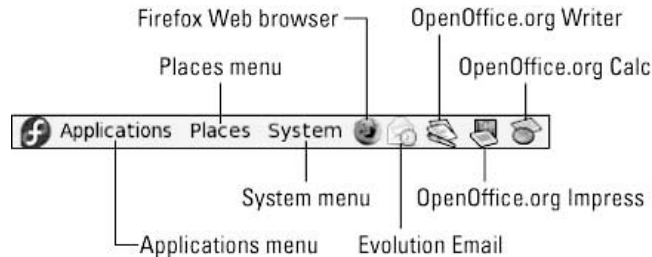 Firefox Web browser
OpenOffice.org Writer
Places menu
OpenOffice.org Calc
Applications Places System
System menu
OpenOffice.org Impress
Applications menu
Evolution Email